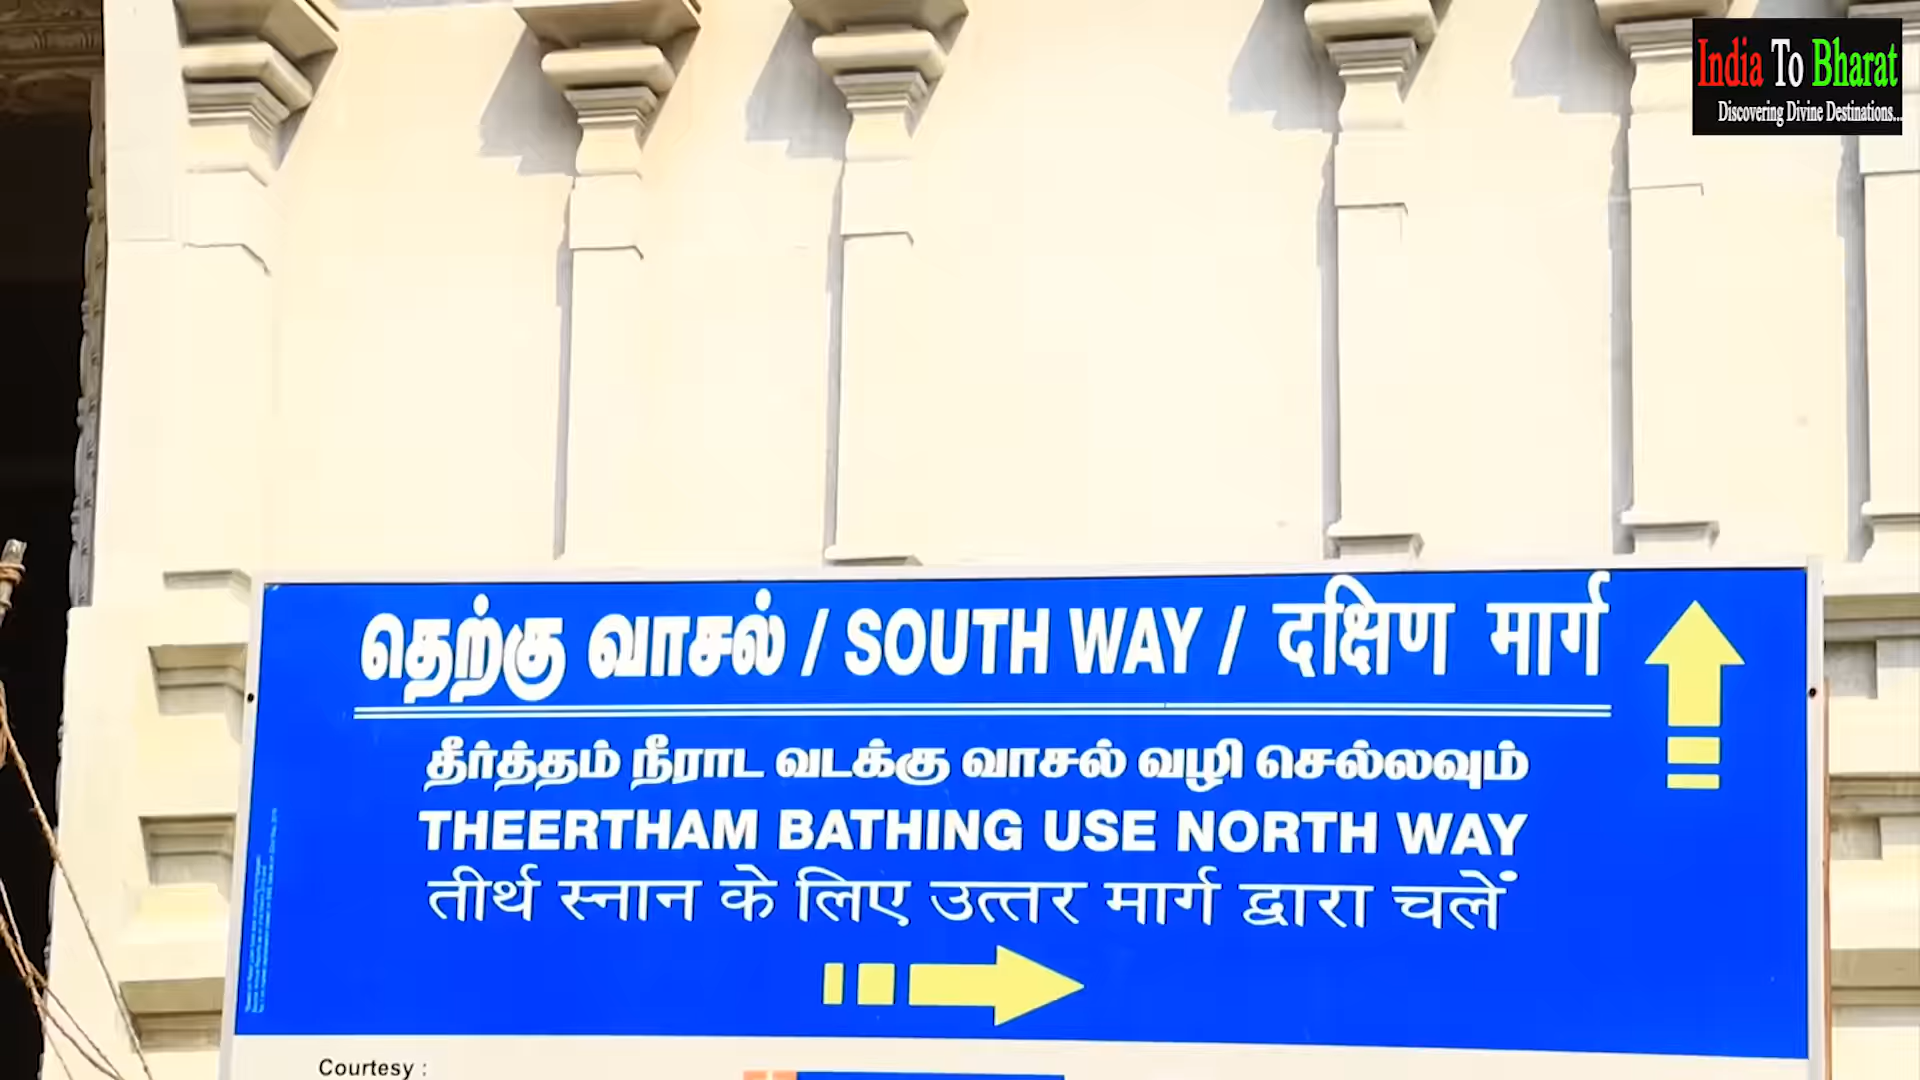 India To Bharat
Discovering Divine Destinations...
தெற்கு வாசல் / SOUTH WAY / दक्षिण मार्ग
தீர்த்தம் நீராட வடக்கு வாசல் வழி செல்லவும்
THEERTHAM BATHING USE NORTH WAY
तीर्थ स्नान के लिए उत्तर मार्ग द्वारा चलें
Courtesy :